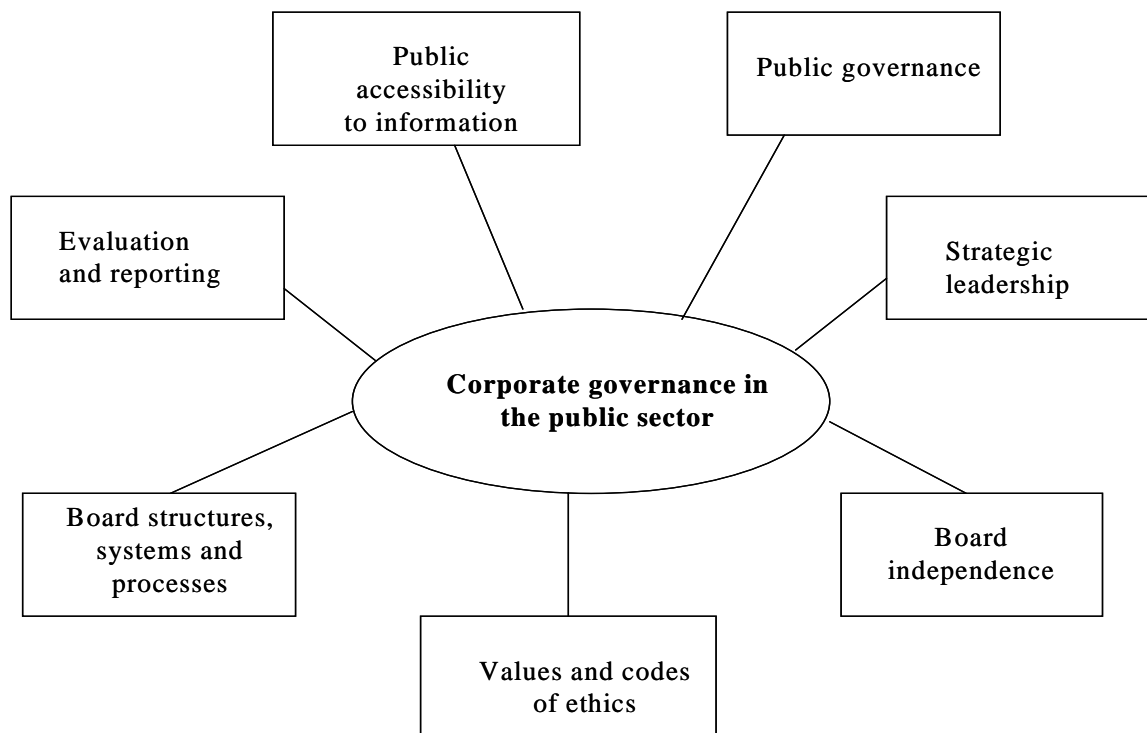 Public
accessibility
to information
Public governance
Evaluation
and reporting
Strategic
leadership
Corporate governance in
the public sector
Board structures,
systems and
processes
Board
independence
Values and codes
of ethics